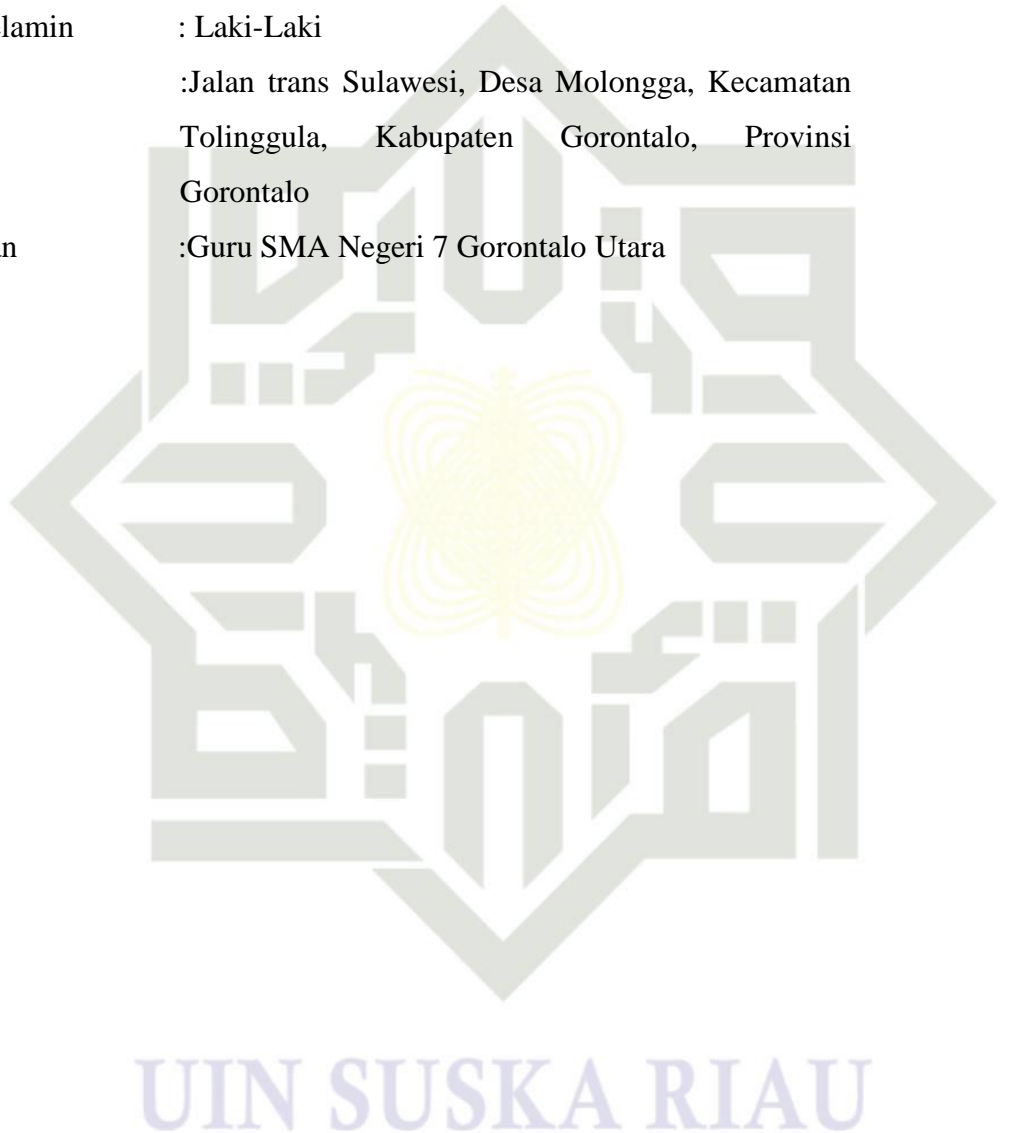 lamin : Laki-Laki
:Jalan trans Sulawesi, Desa Molongga, Kecamatan
Tolinggula, Kabupaten Gorontalo, Provinsi
Gorontalo
n :Guru SMA Negeri 7 Gorontalo Utara
UIN SUSKA RIAU